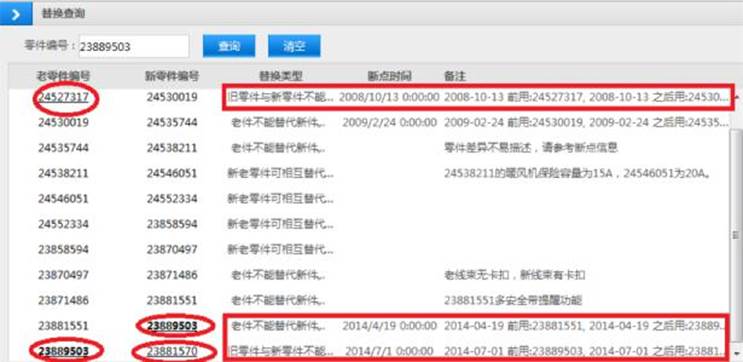 替换查询
零件编号：23889503 查询 清空
老零件编号 新零件编号 替换类型 断点时间 备注
24527317 24530019 旧零件与新零件不能... 2008/10/13 0:00:00 2008-10-13 前用:24527317, 2008-10-13 之后用:24530...
24530019 24535744 老件不能替代新件,.. 2009/2/24 0:00:00 2009-02-24 前用:24530019, 2009-02-24 之后用:24535...
24535744 24538211 老件不能替代新件,.. 零件差异不易描述，请参考断点信息
24538211 24546051 新老零件可相互替代... 24538211的暖风机保险容量为15A，24546051为20A。
24546051 24552334 新老零件可相互替代...
24552334 23858594 新老零件可相互替代...
23858594 23870497 新老零件可相互替代...
23870497 23871486 老件不能替代新件,.. 老线束无卡扣，新线束有卡扣
23871486 23881551 老件不能替代新件,.. 23881551多安全带提醒功能
23881551 23889503 老件不能替代新件,.. 2014/4/19 0:00:00 2014-04-19 前用:23881551, 2014-04-19 之后用:23889...
23889503 23881570 旧零件与新零件不能... 2014/7/1 0:00:00 2014-07-01 前用:23889503, 2014-07-01 之后用:23881...